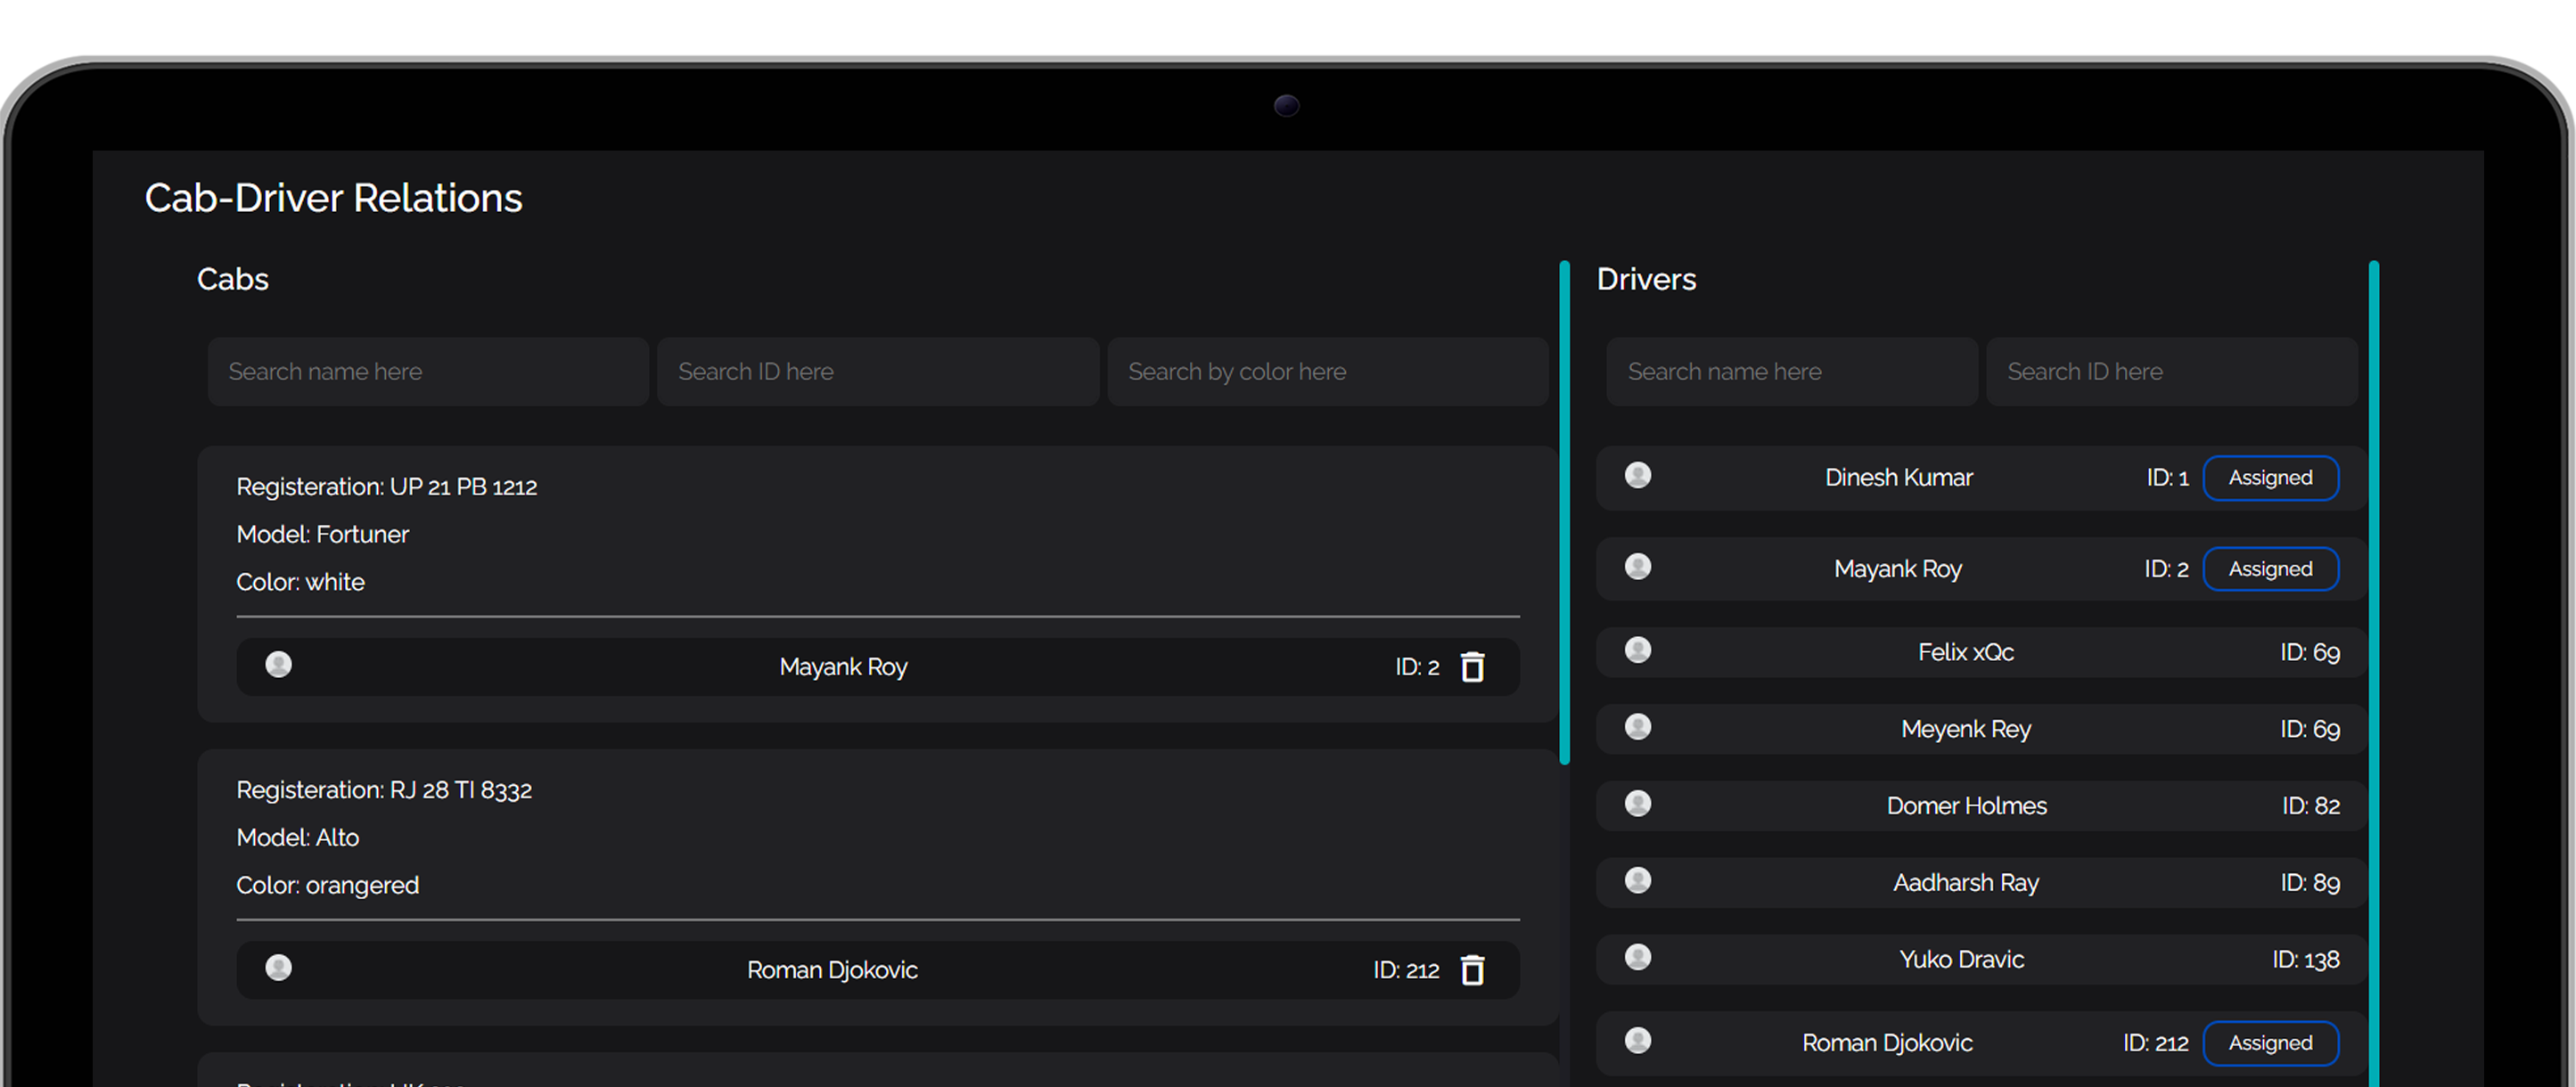 Cab-Driver Relations
Cabs
Search name here
Search ID here
Search by color here
Registeration: UP 21 PB 1212
Model: Fortuner
Color: white
Mayank Roy
ID: 2
Registeration: RJ 28 TI 8332
Model: Alto
Color: orangered
Roman Djokovic
ID: 212
Drivers
Search name here
Search ID here
Dinesh Kumar
ID: 1
Assigned
Mayank Roy
ID: 2
Assigned
Felix xQc
ID: 69
Meyenk Rey
ID: 69
Domer Holmes
ID: 82
Aadharsh Ray
ID: 89
Yuko Dravic
ID: 138
Roman Djokovic
ID: 212
Assigned